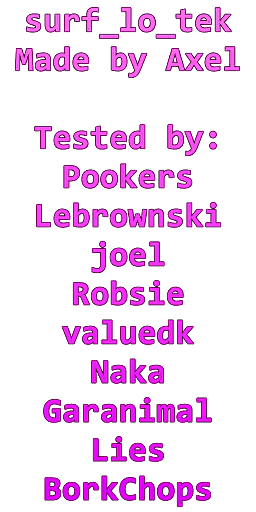 surf_lo_tek
Made by Axel
Tested by:
Pookers
Lebrownski
joel
Robsie
valuedk
Naka
Garanimal
Lies
BorkChops